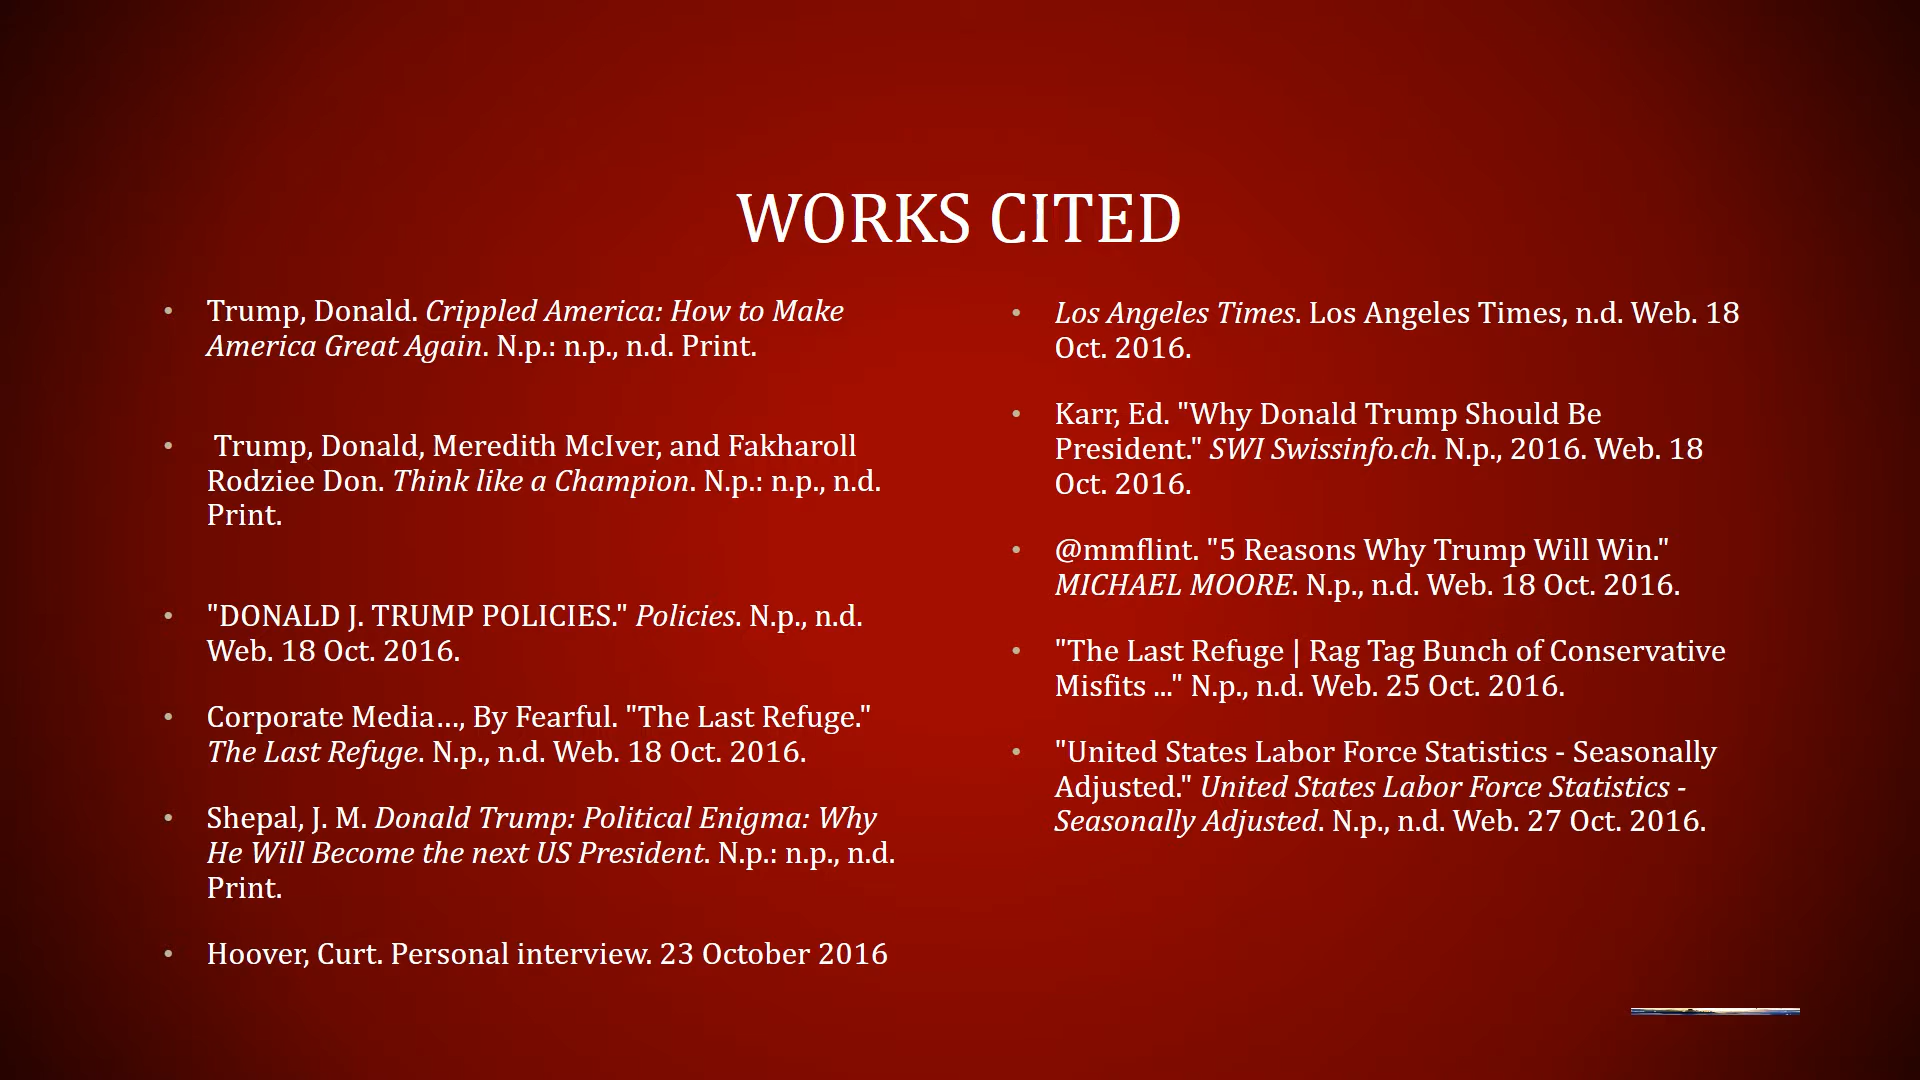 WORKS CITED
• Trump, Donald. Crippled America: How to Make
America Great Again. N.p.: n.p., n.d. Print.
• Trump, Donald, Meredith McIver, and Fakharoll
Rodziee Don. Think like a Champion. N.p.: n.p., n.d.
Print.
• "DONALD J. TRUMP POLICIES." Policies. N.p., n.d.
Web. 18 Oct. 2016.
• Corporate Media…, By Fearful. "The Last Refuge."
The Last Refuge. N.p., n.d. Web. 18 Oct. 2016.
• Shepal, J. M. Donald Trump: Political Enigma: Why
He Will Become the next US President. N.p.: n.p., n.d.
Print.
• Hoover, Curt. Personal interview. 23 October 2016
• Los Angeles Times. Los Angeles Times, n.d. Web. 18
Oct. 2016.
• Karr, Ed. "Why Donald Trump Should Be
President." SWI Swissinfo.ch. N.p., 2016. Web. 18
Oct. 2016.
• @mmflint. "5 Reasons Why Trump Will Win."
MICHAEL MOORE. N.p., n.d. Web. 18 Oct. 2016.
• "The Last Refuge | Rag Tag Bunch of Conservative
Misfits ..." N.p., n.d. Web. 25 Oct. 2016.
• "United States Labor Force Statistics - Seasonally
Adjusted." United States Labor Force Statistics -
Seasonally Adjusted. N.p., n.d. Web. 27 Oct. 2016.